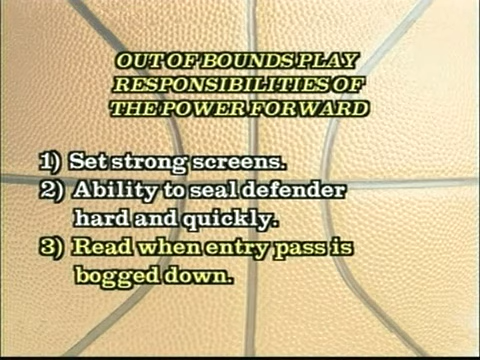 OUT OF BOUNDS PLAY
RESPONSIBILITIES OF
THE POWER FORWARD
1) Set strong screens.
2) Ability to seal defender
hard and quickly.
3) Read when entry pass is
bogged down.